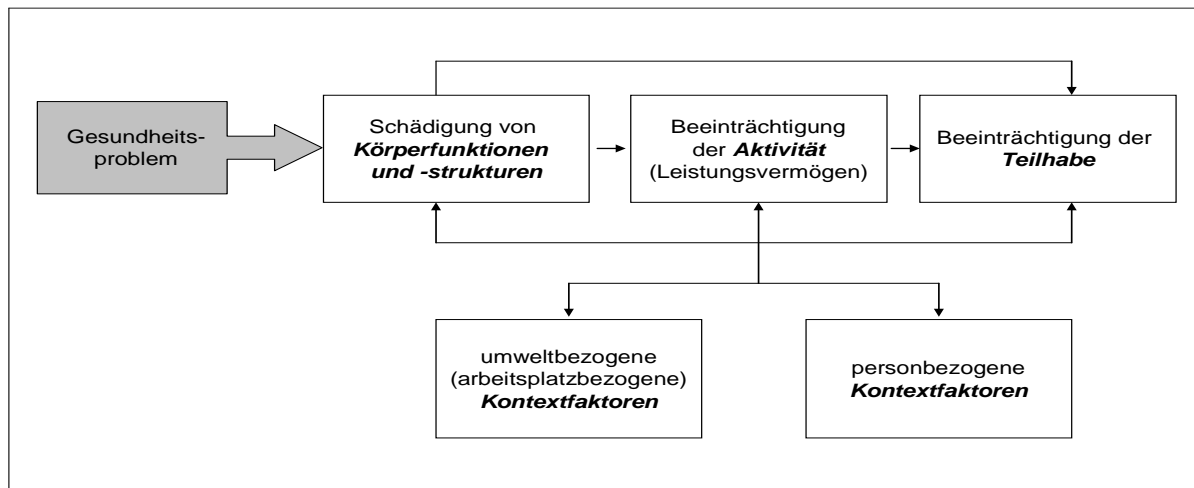 Gesundheits-
problem
Schädigung von
Körperfunktionen
und -strukturen
Beeinträchtigung
der Aktivität
(Leistungsvermögen)
Beeinträchtigung der
Teilhabe
umweltbezogene
(arbeitsplatzbezogene)
Kontextfaktoren
personbezogene
Kontextfaktoren